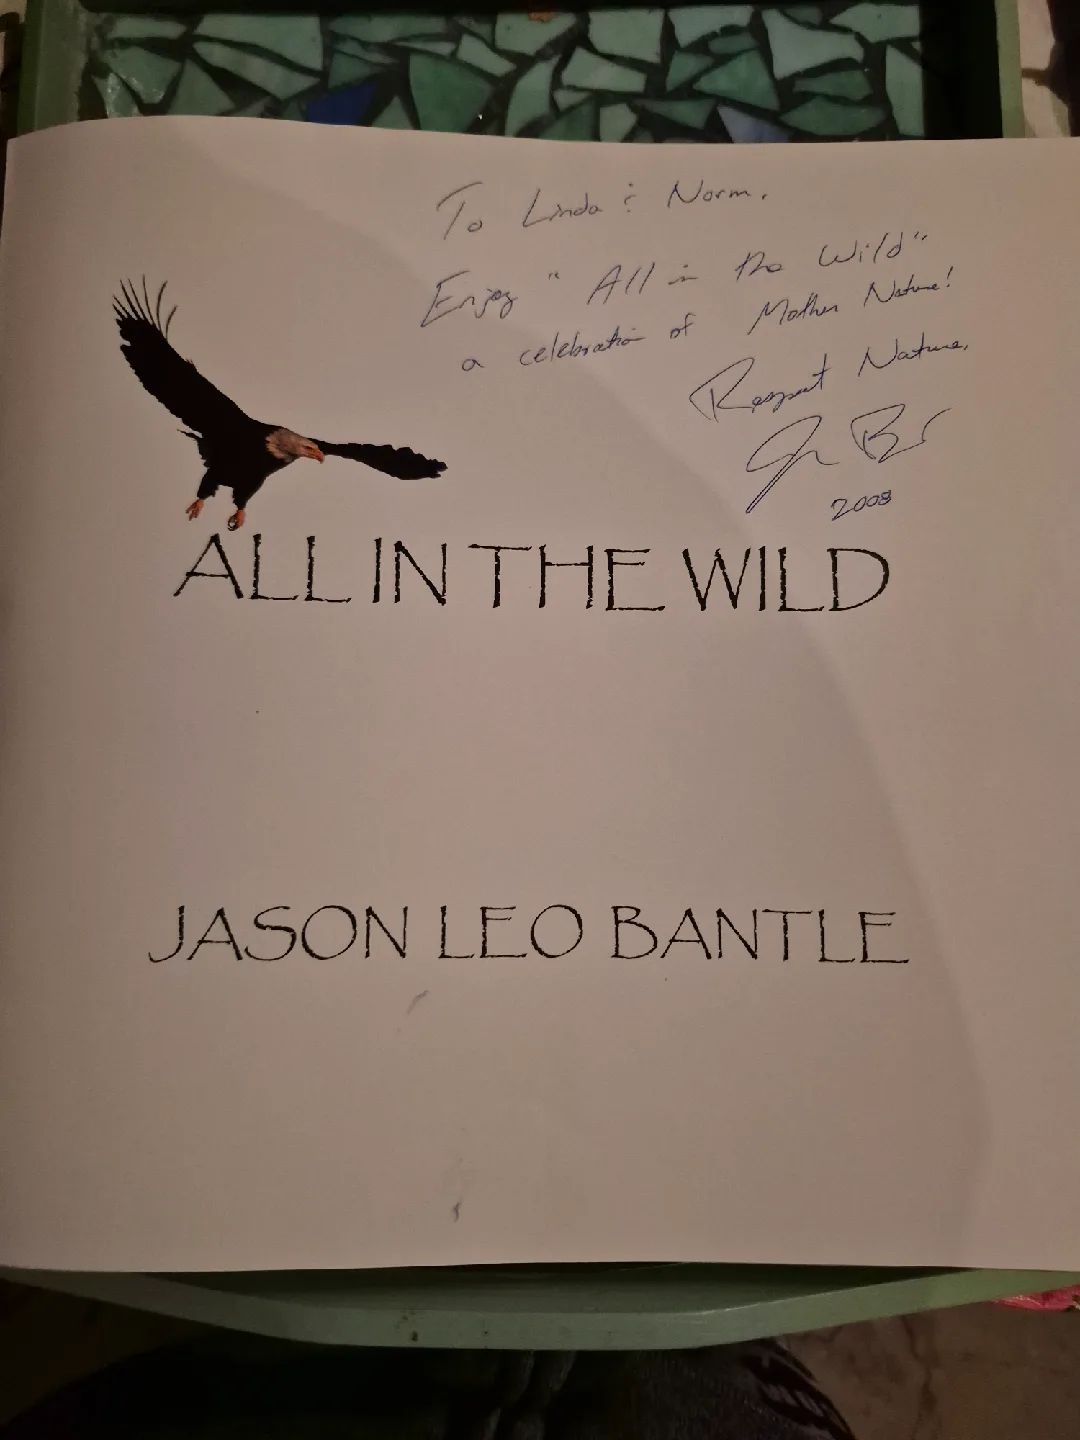 To Linda & Norm.
Enjoy "All in the Wild"
a celebration of Mother Nature!
Respect Nature.
2008
ALL IN THE WILD
JASON LEO BANTLE